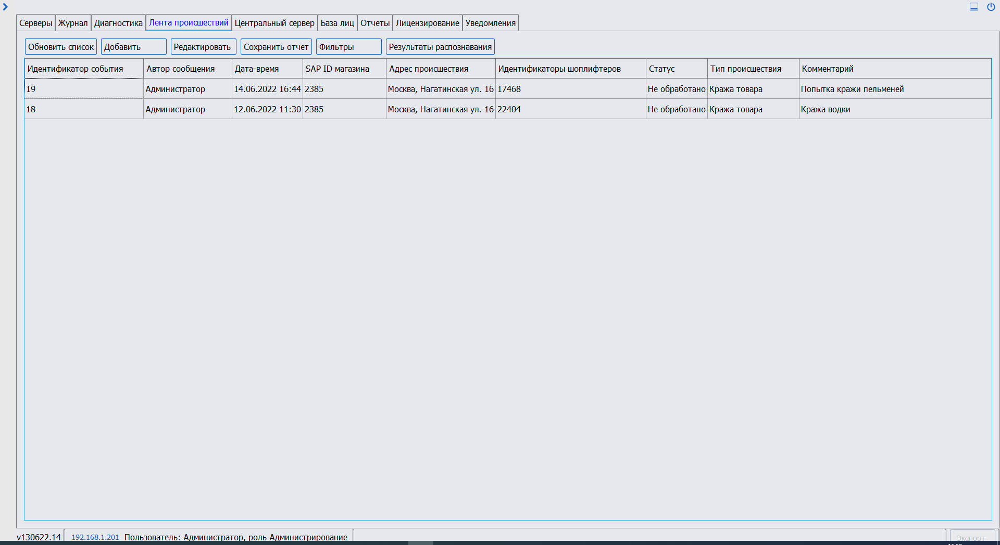 Серверы Журнал Диагностика Лента происшествий Центральный сервер База лиц Отчеты Лицензирование Уведомления
Обновить список Добавить Редактировать Сохранить отчет Фильтры Результаты распознавания
Идентификатор события Автор сообщения Дата-время SAP ID магазина Адрес происшествия Идентификаторы шоплифтеров Статус Тип происшествия Комментарий
19 Администратор 14.06.2022 16:44 2385 Москва, Нагатинская ул. 16 17468 Не обработано Кража товара Попытка кражи пельменей
18 Администратор 12.06.2022 11:30 2385 Москва, Нагатинская ул. 16 22404 Не обработано Кража товара Кража водки
v130622.14 192.168.1.201 Пользователь: Администратор, роль Администрирование Экспорт